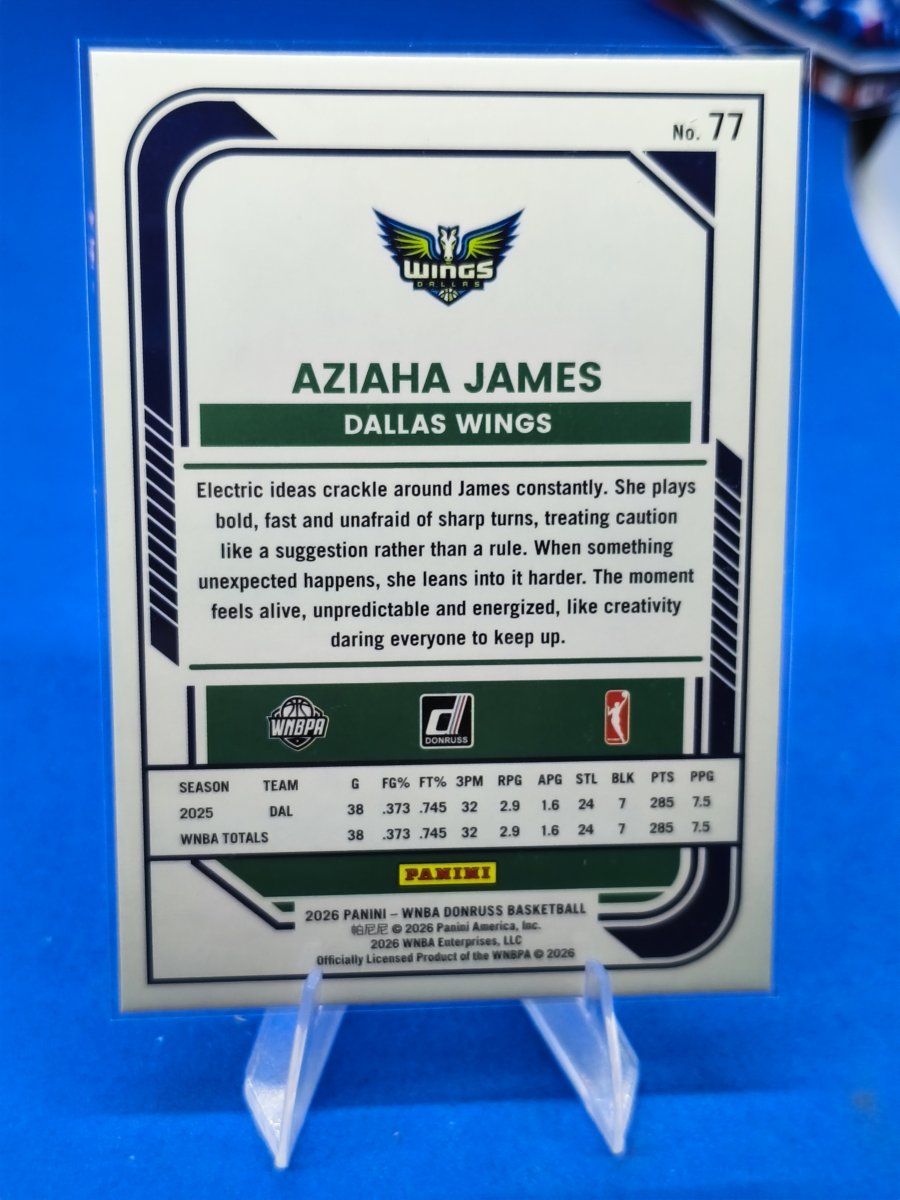 No. 77
WINGS
DALLAS
AZIAHA JAMES
DALLAS WINGS
Electric ideas crackle around James constantly. She plays
bold, fast and unafraid of sharp turns, treating caution
like a suggestion rather than a rule. When something
unexpected happens, she leans into it harder. The moment
feels alive, unpredictable and energized, like creativity
daring everyone to keep up.
WNBPA
d
DONRUSS
SEASON TEAM G FG% FT% 3PM RPG APG STL BLK PTS PPG
2025 DAL 38 .373 .745 32 2.9 1.6 24 7 285 7.5
WNBA TOTALS 38 .373 .745 32 2.9 1.6 24 7 285 7.5
PANINI
2026 PANINI – WNBA DONRUSS BASKETBALL
帕尼尼 © 2026 Panini America, Inc.
2026 WNBA Enterprises, LLC
Officially Licensed Product of the WNBPA © 2026